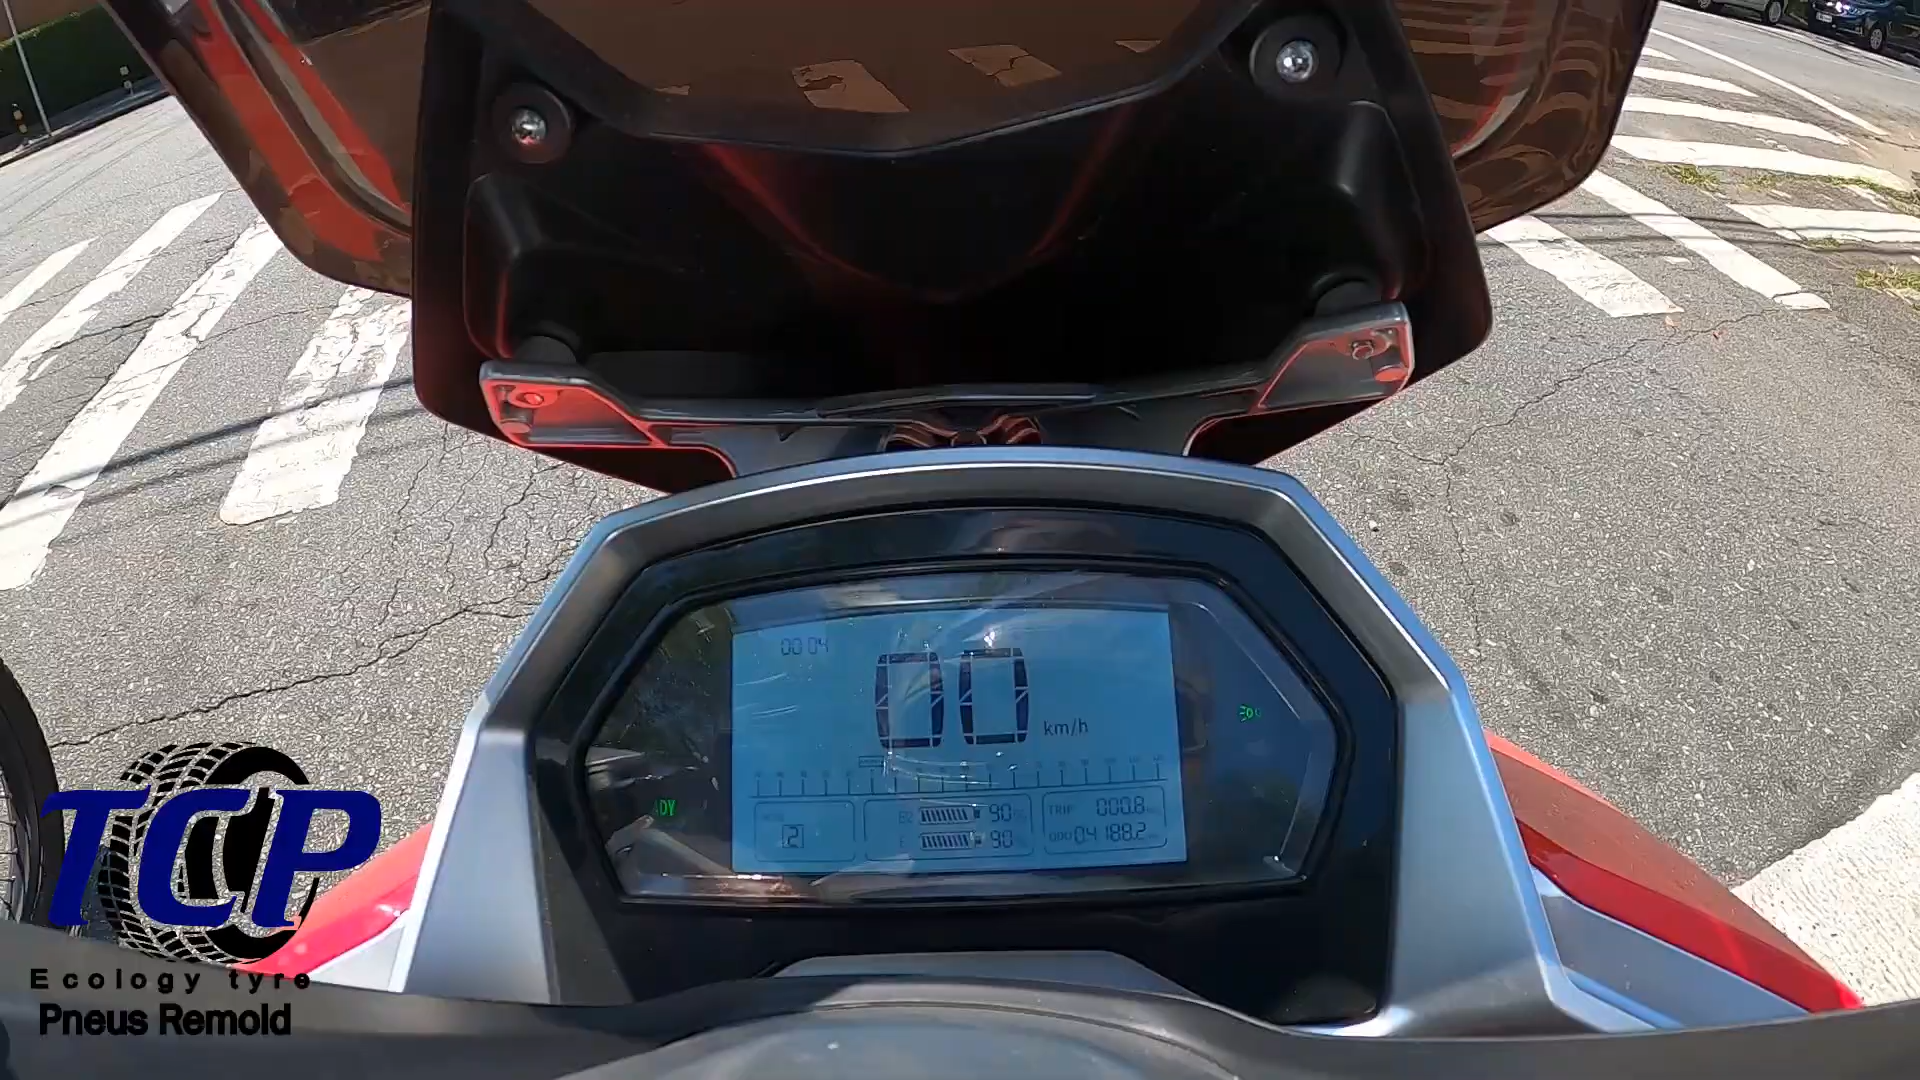 00:04
00
km/h
RDY
2
B2 90%
90
TRIP 000.8
ODO 04188.2
TCP
Ecology tyre
Pneus Remold